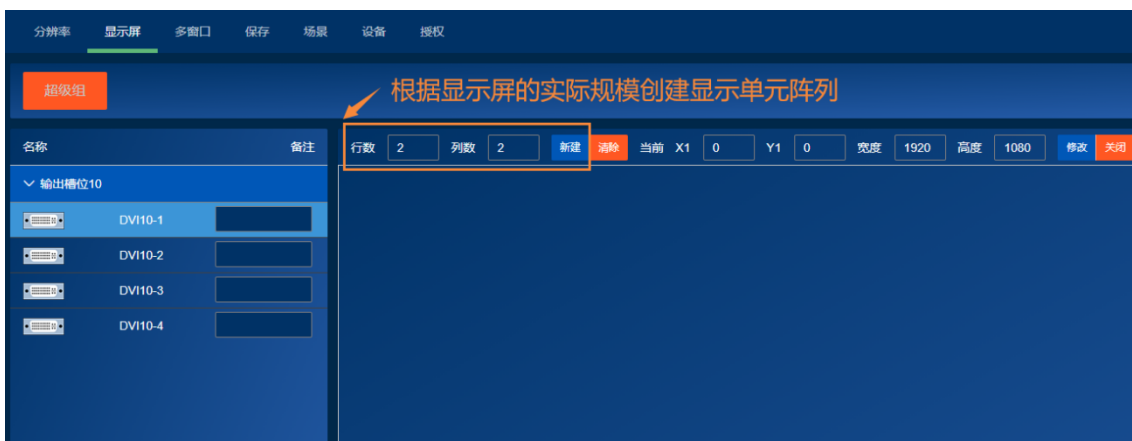 分辨率 显示屏 多窗口 保存 场景 设备 授权
超级组
根据显示屏的实际规模创建显示单元阵列
名称 备注
行数 2 列数 2 新建 清除 当前 X1 0 Y1 0 宽度 1920 高度 1080 修改 关闭
输出槽位10
DVI10-1
DVI10-2
DVI10-3
DVI10-4